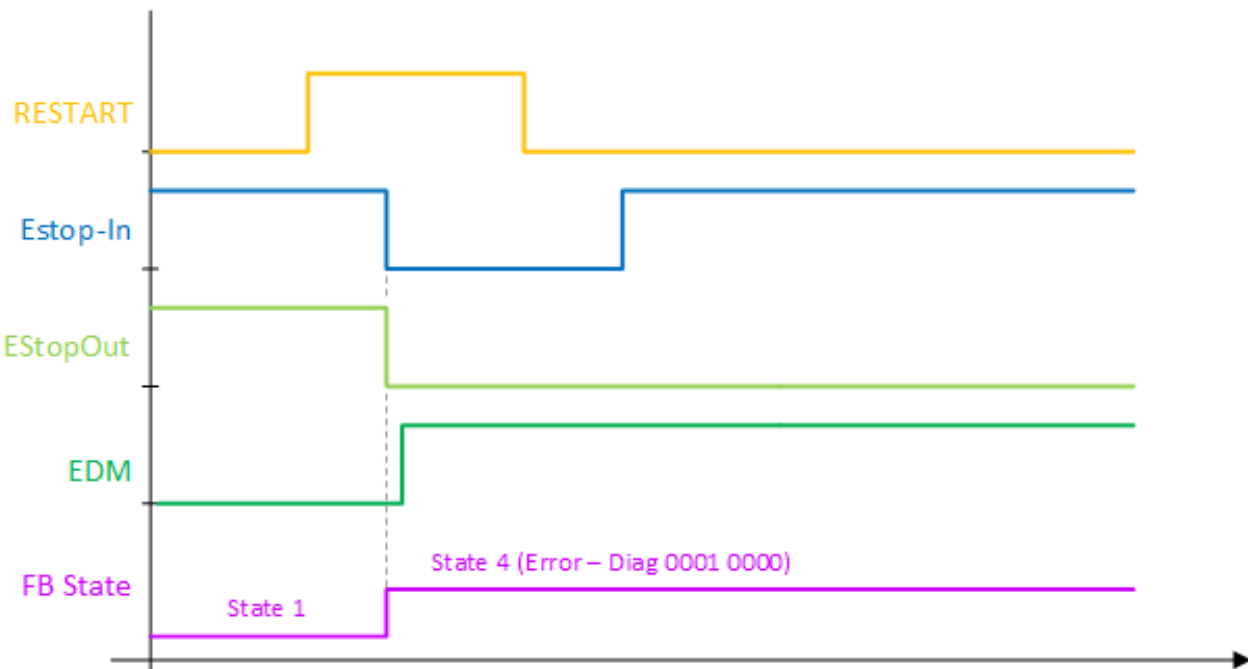 RESTART
Estop-In
EStopOut
EDM
State 4 (Error – Diag 0001 0000)
FB State
State 1